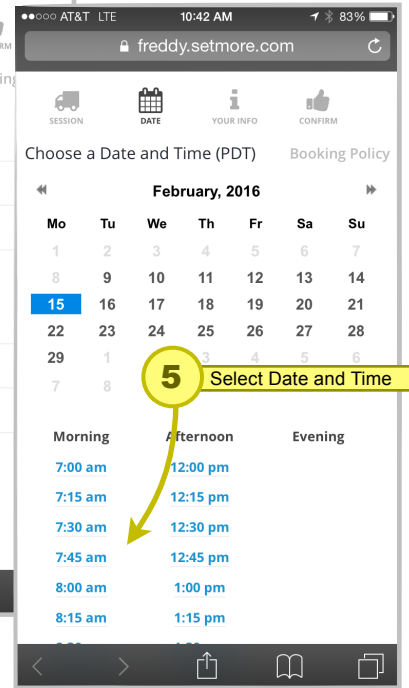 ●●○○○ AT&T LTE 10:42 AM 83%
freddy.setmore.com
SESSION DATE YOUR INFO CONFIRM
Choose a Date and Time (PDT) Booking Policy
February, 2016
Mo Tu We Th Fr Sa Su
1 2 3 4 5 6 7
8 9 10 11 12 13 14
15 16 17 18 19 20 21
22 23 24 25 26 27 28
29 1 3 4 5 6
7 8
5 Select Date and Time
Morning Afternoon Evening
7:00 am 12:00 pm
7:15 am 12:15 pm
7:30 am 12:30 pm
7:45 am 12:45 pm
8:00 am 1:00 pm
8:15 am 1:15 pm